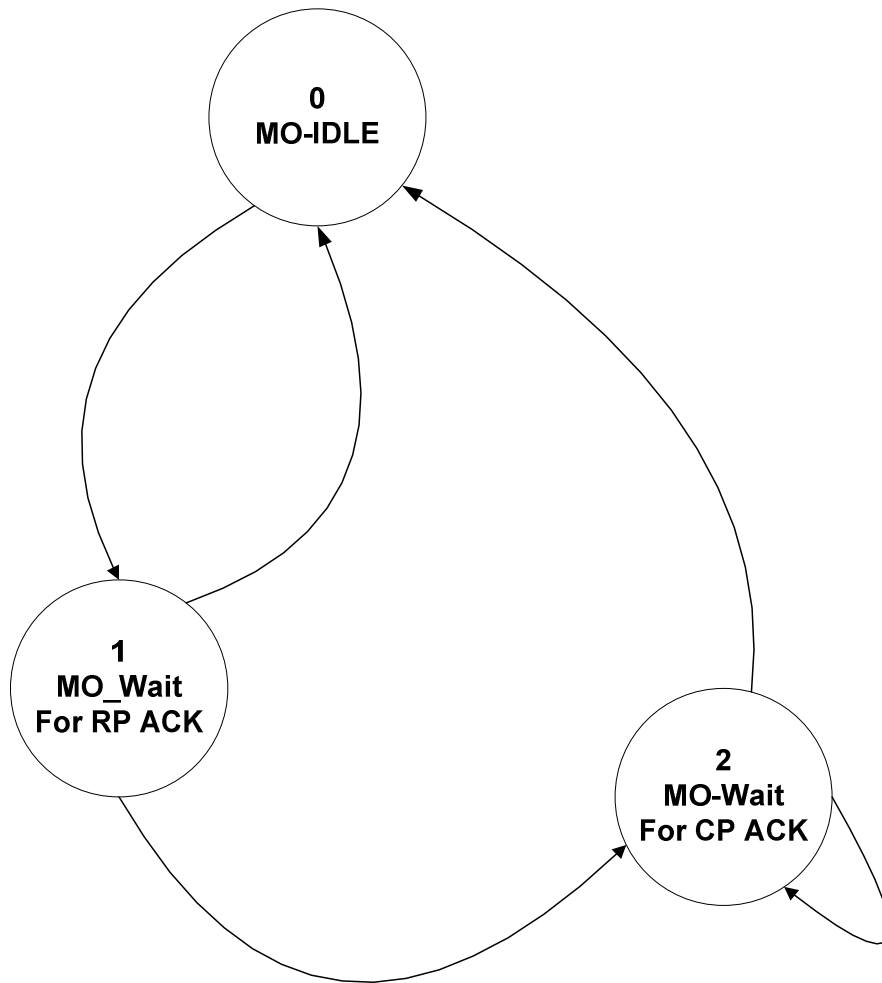 0
MO-IDLE
1
MO_Wait
For RP ACK
2
MO-Wait
For CP ACK